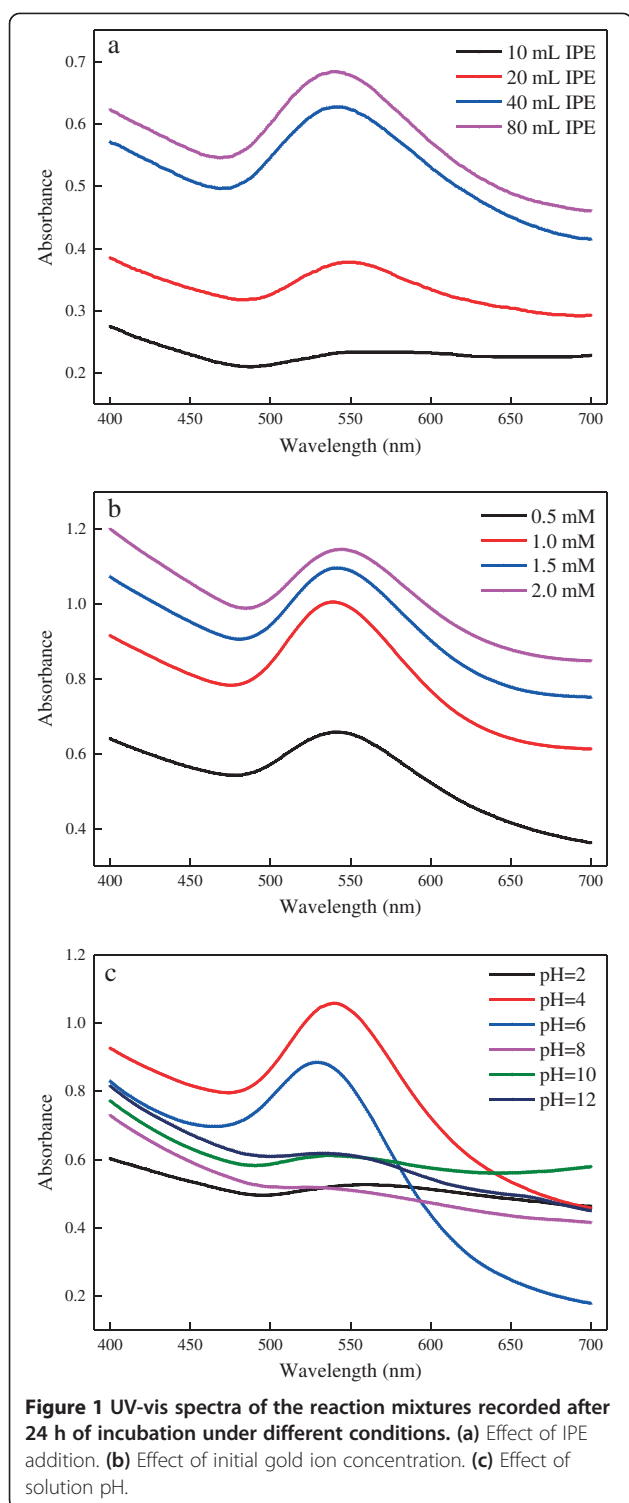 a
10 mL IPE
20 mL IPE
40 mL IPE
80 mL IPE
0.7
0.6
0.5
0.4
0.3
0.2
Absorbance
400 450 500 550 600 650 700
Wavelength (nm)
b
0.5 mM
1.0 mM
1.5 mM
2.0 mM
1.2
1.0
0.8
0.6
0.4
Absorbance
400 450 500 550 600 650 700
Wavelength (nm)
c
pH=2
pH=4
pH=6
pH=8
pH=10
pH=12
1.2
1.0
0.8
0.6
0.4
0.2
Absorbance
400 450 500 550 600 650 700
Wavelength (nm)
Figure 1 UV-vis spectra of the reaction mixtures recorded after
24 h of incubation under different conditions. (a) Effect of IPE
addition. (b) Effect of initial gold ion concentration. (c) Effect of
solution pH.